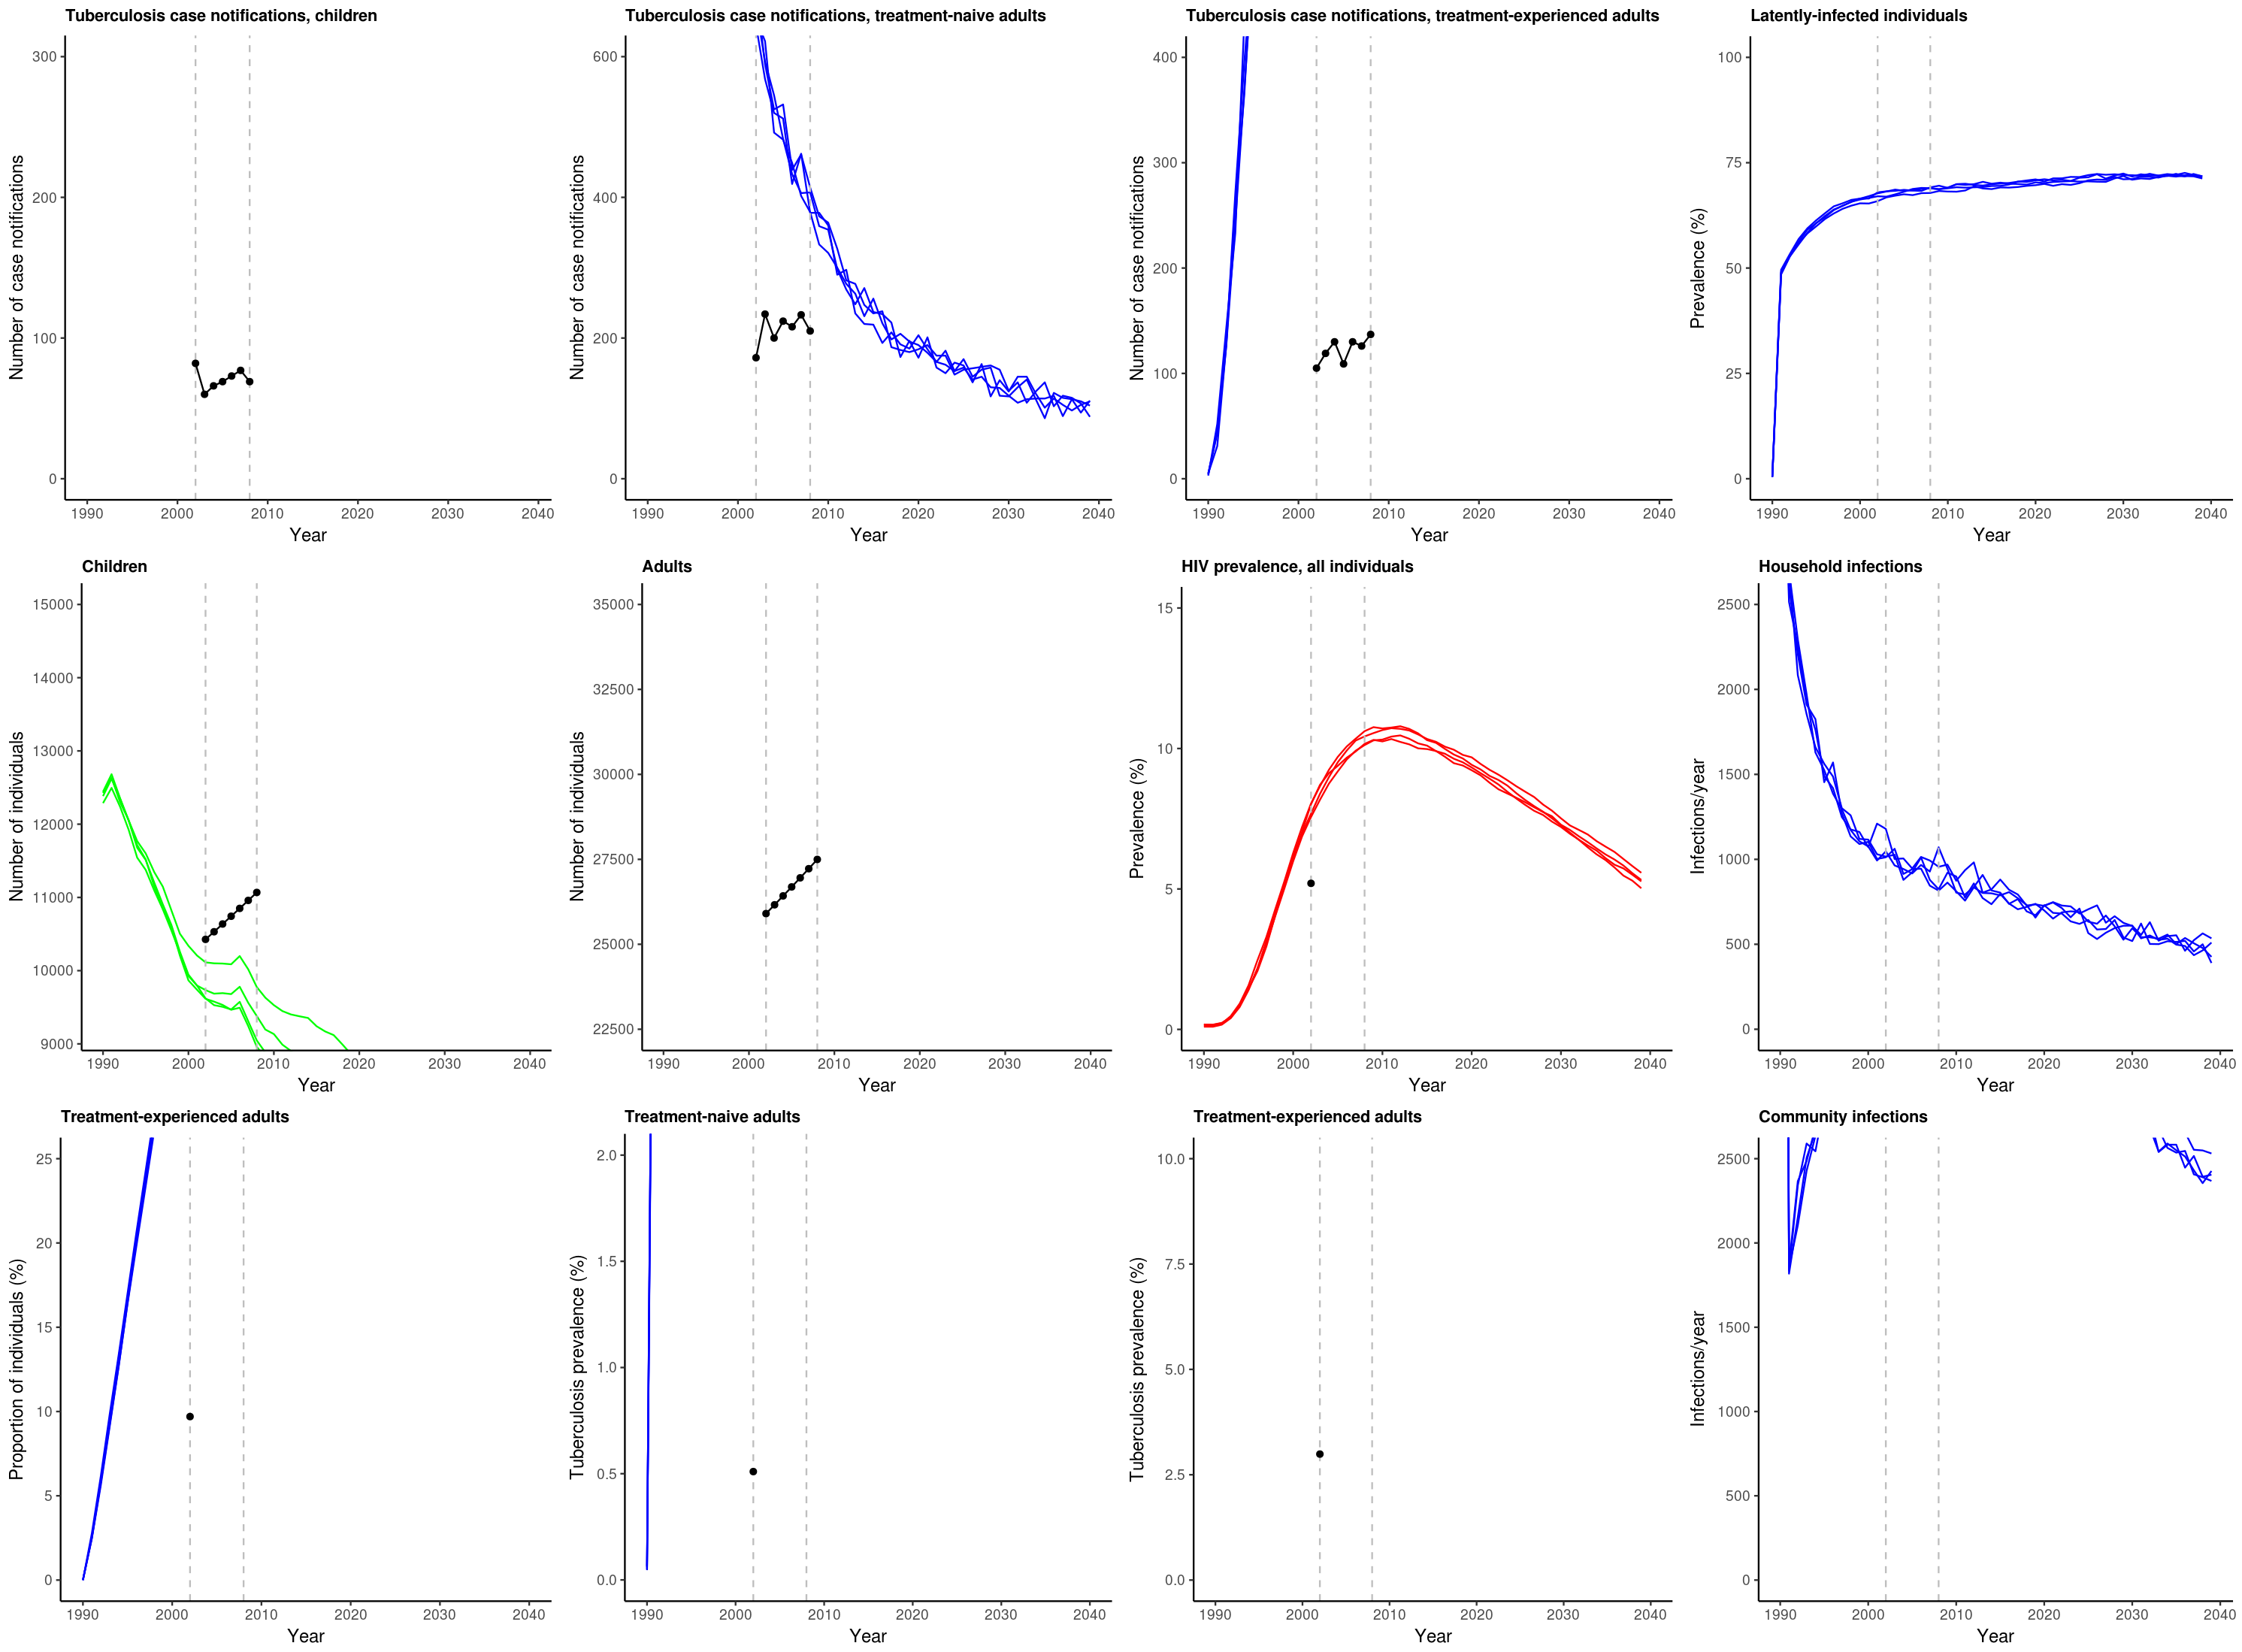 Tuberculosis case notifications, children
Number of case notifications
300
200
100
0
1990 2000 2010 2020 2030 2040
Year
Tuberculosis case notifications, treatment-naive adults
Number of case notifications
600
400
200
0
1990 2000 2010 2020 2030 2040
Year
Tuberculosis case notifications, treatment-experienced adults
Number of case notifications
400
300
200
100
0
1990 2000 2010 2020 2030 2040
Year
Latently-infected individuals
Prevalence (%)
100
75
50
25
0
1990 2000 2010 2020 2030 2040
Year
Children
Number of individuals
15000
14000
13000
12000
11000
10000
9000
1990 2000 2010 2020 2030 2040
Year
Adults
Number of individuals
35000
32500
30000
27500
25000
22500
1990 2000 2010 2020 2030 2040
Year
HIV prevalence, all individuals
Prevalence (%)
15
10
5
0
1990 2000 2010 2020 2030 2040
Year
Household infections
Infections/year
2500
2000
1500
1000
500
0
1990 2000 2010 2020 2030 2040
Year
Treatment-experienced adults
Proportion of individuals (%)
25
20
15
10
5
0
1990 2000 2010 2020 2030 2040
Year
Treatment-naive adults
Tuberculosis prevalence (%)
2.0
1.5
1.0
0.5
0.0
1990 2000 2010 2020 2030 2040
Year
Treatment-experienced adults
Tuberculosis prevalence (%)
10.0
7.5
5.0
2.5
0.0
1990 2000 2010 2020 2030 2040
Year
Community infections
Infections/year
2500
2000
1500
1000
500
0
1990 2000 2010 2020 2030 2040
Year